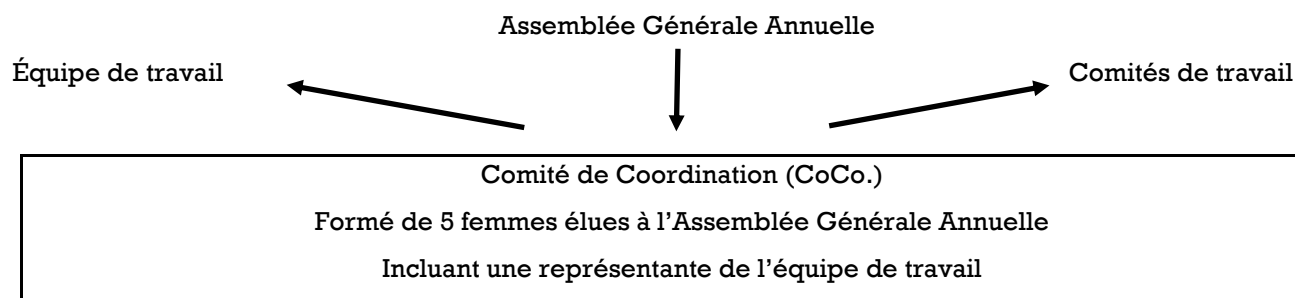 Assemblée Générale Annuelle
Équipe de travail
Comités de travail
Comité de Coordination (CoCo.)
Formé de 5 femmes élues à l’Assemblée Générale Annuelle
Incluant une représentante de l’équipe de travail